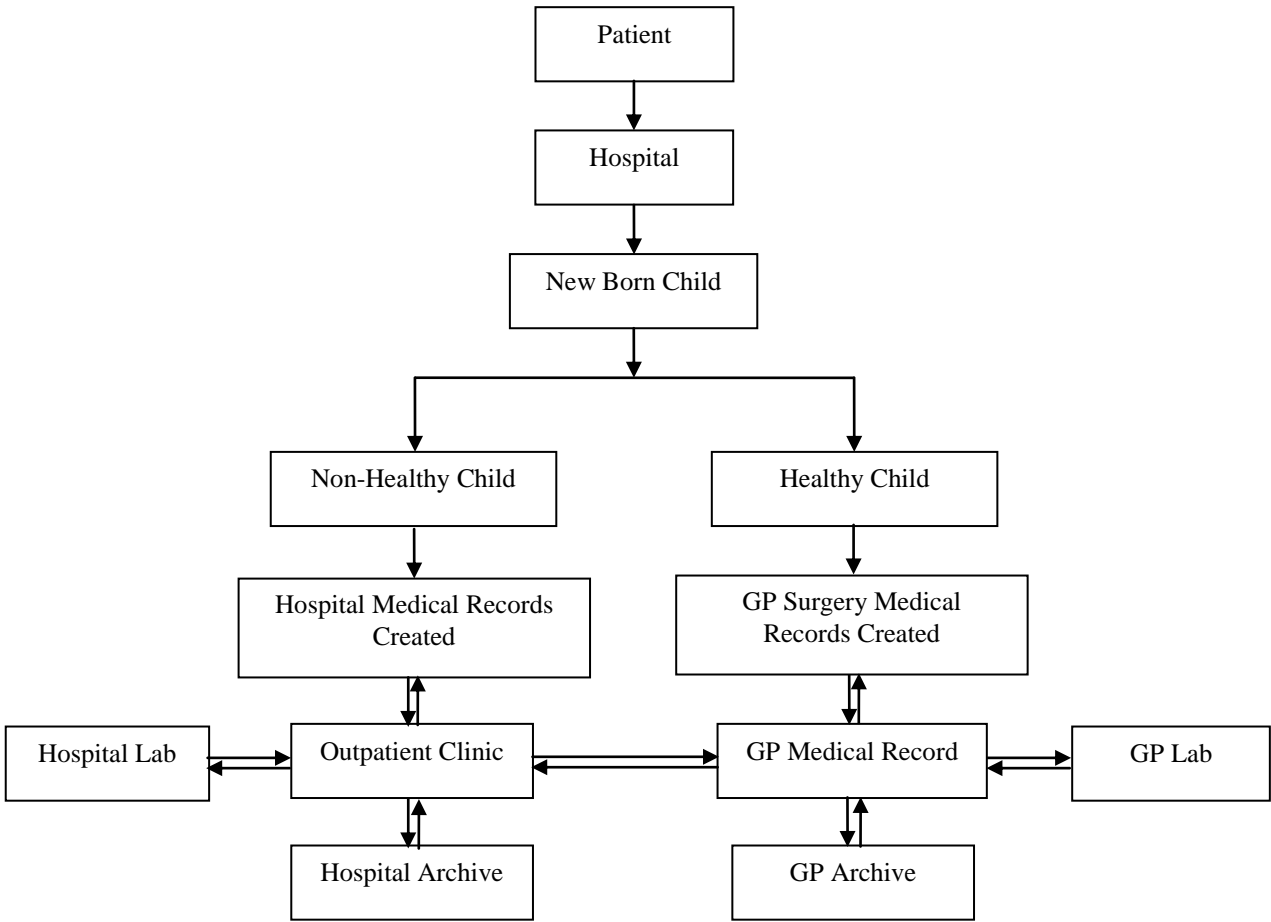 Patient
Hospital
New Born Child
Non-Healthy Child
Healthy Child
Hospital Medical Records
Created
GP Surgery Medical
Records Created
Hospital Lab
Outpatient Clinic
GP Medical Record
GP Lab
Hospital Archive
GP Archive